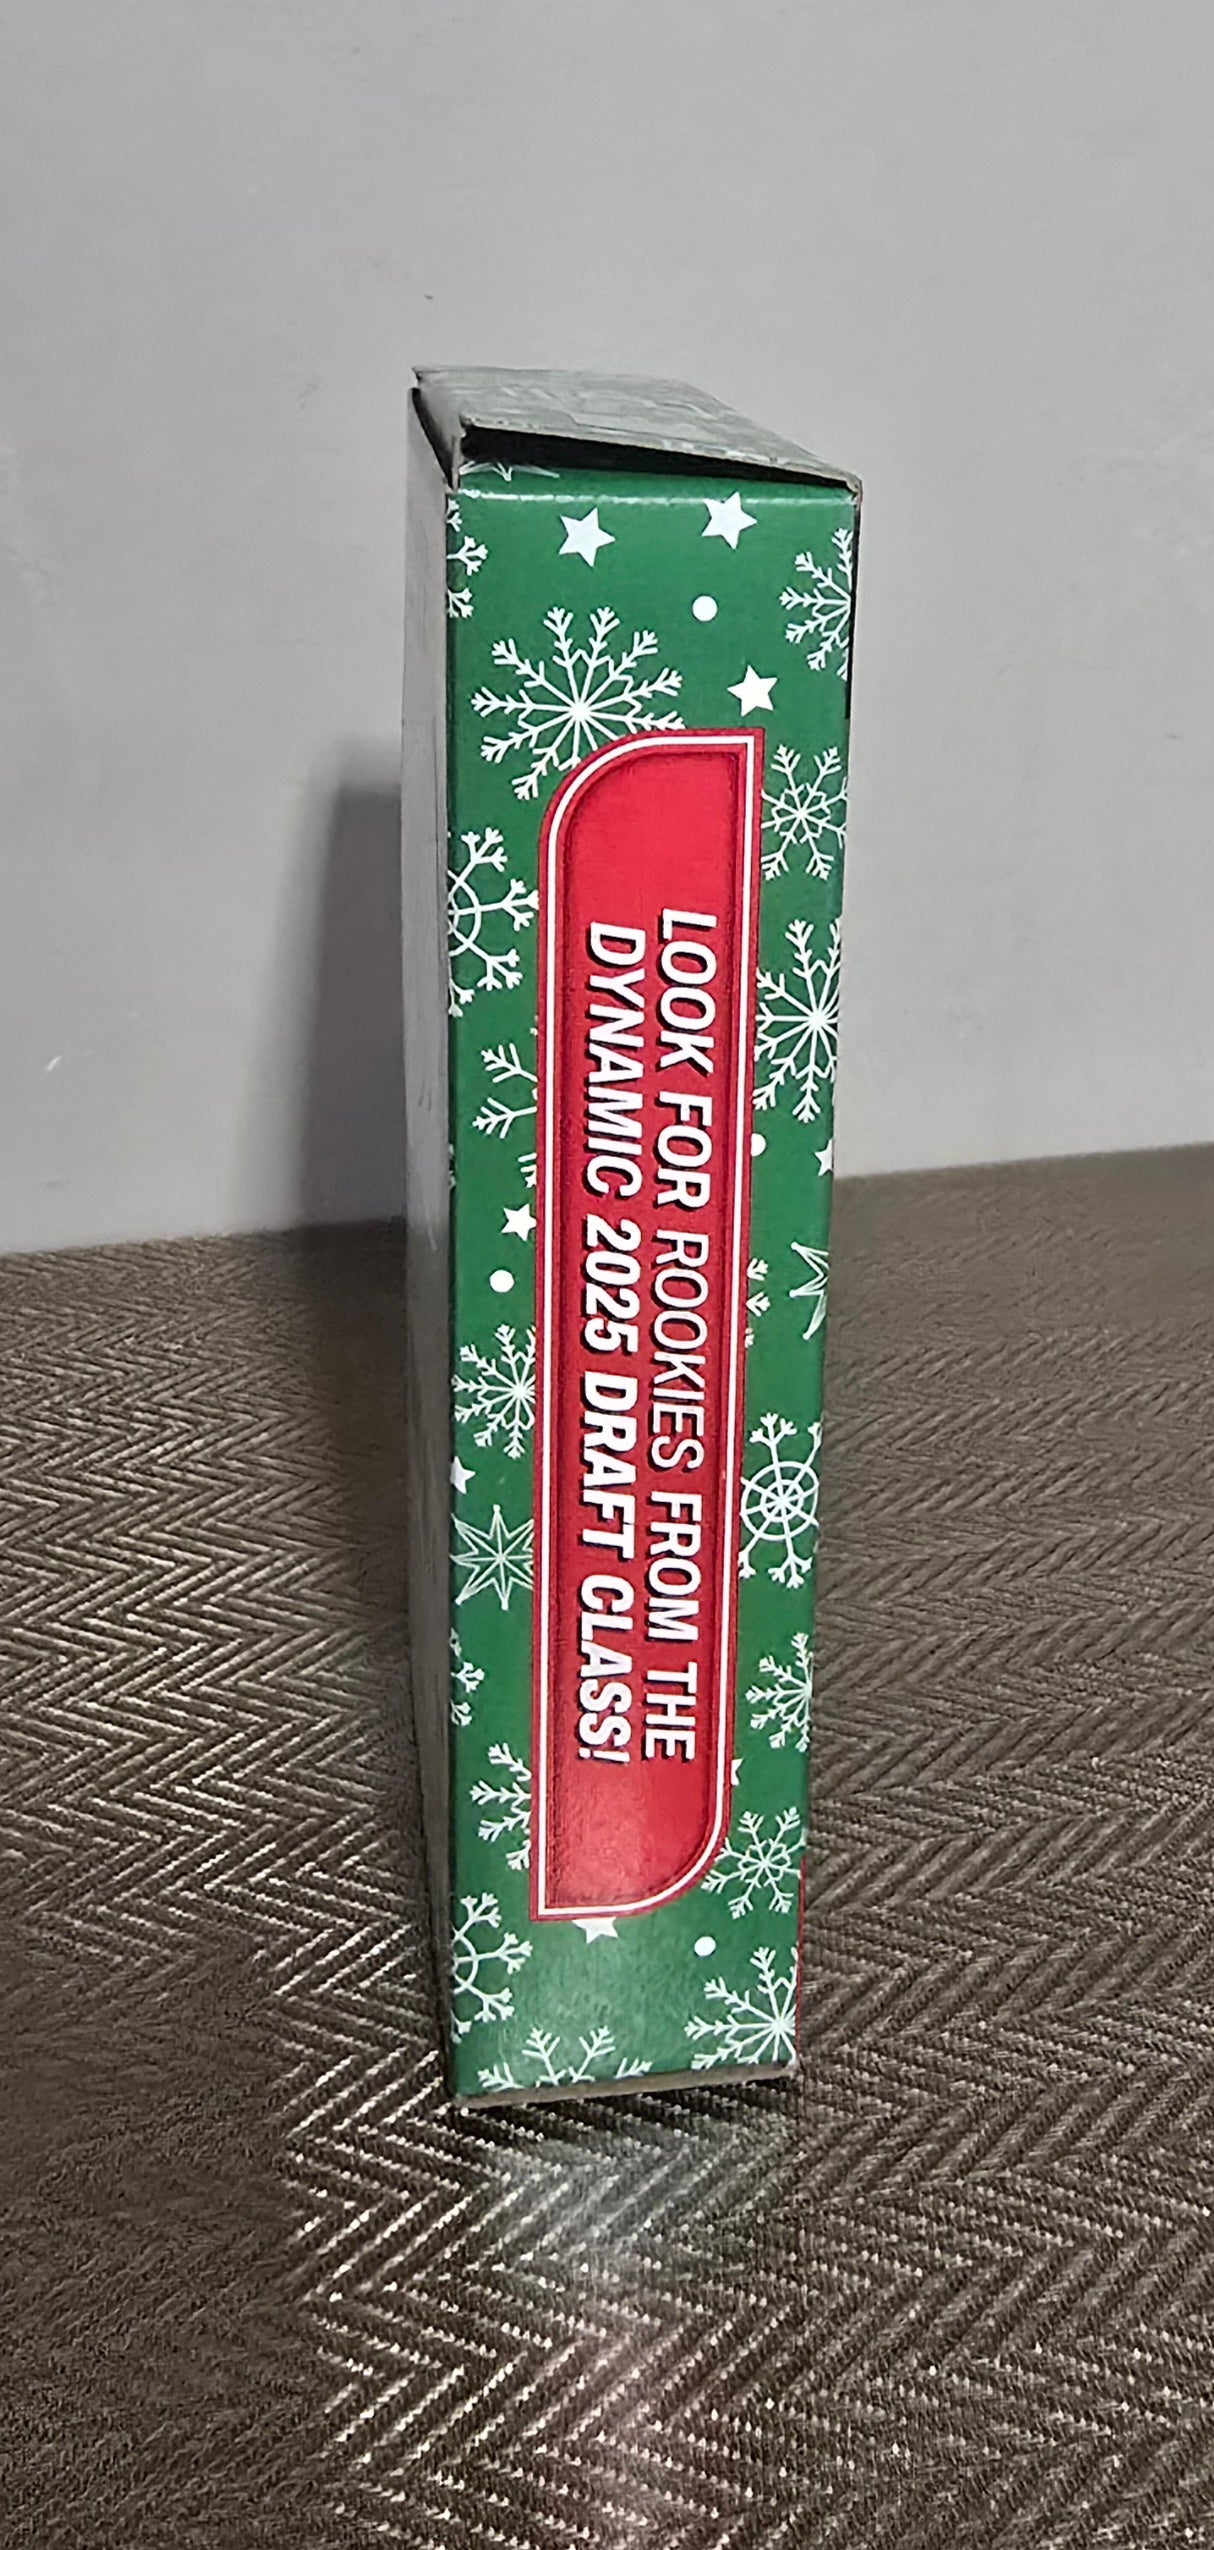 LOOK FOR ROOKIES FROM THE
DYNAMIC 2025 DRAFT CLASS!